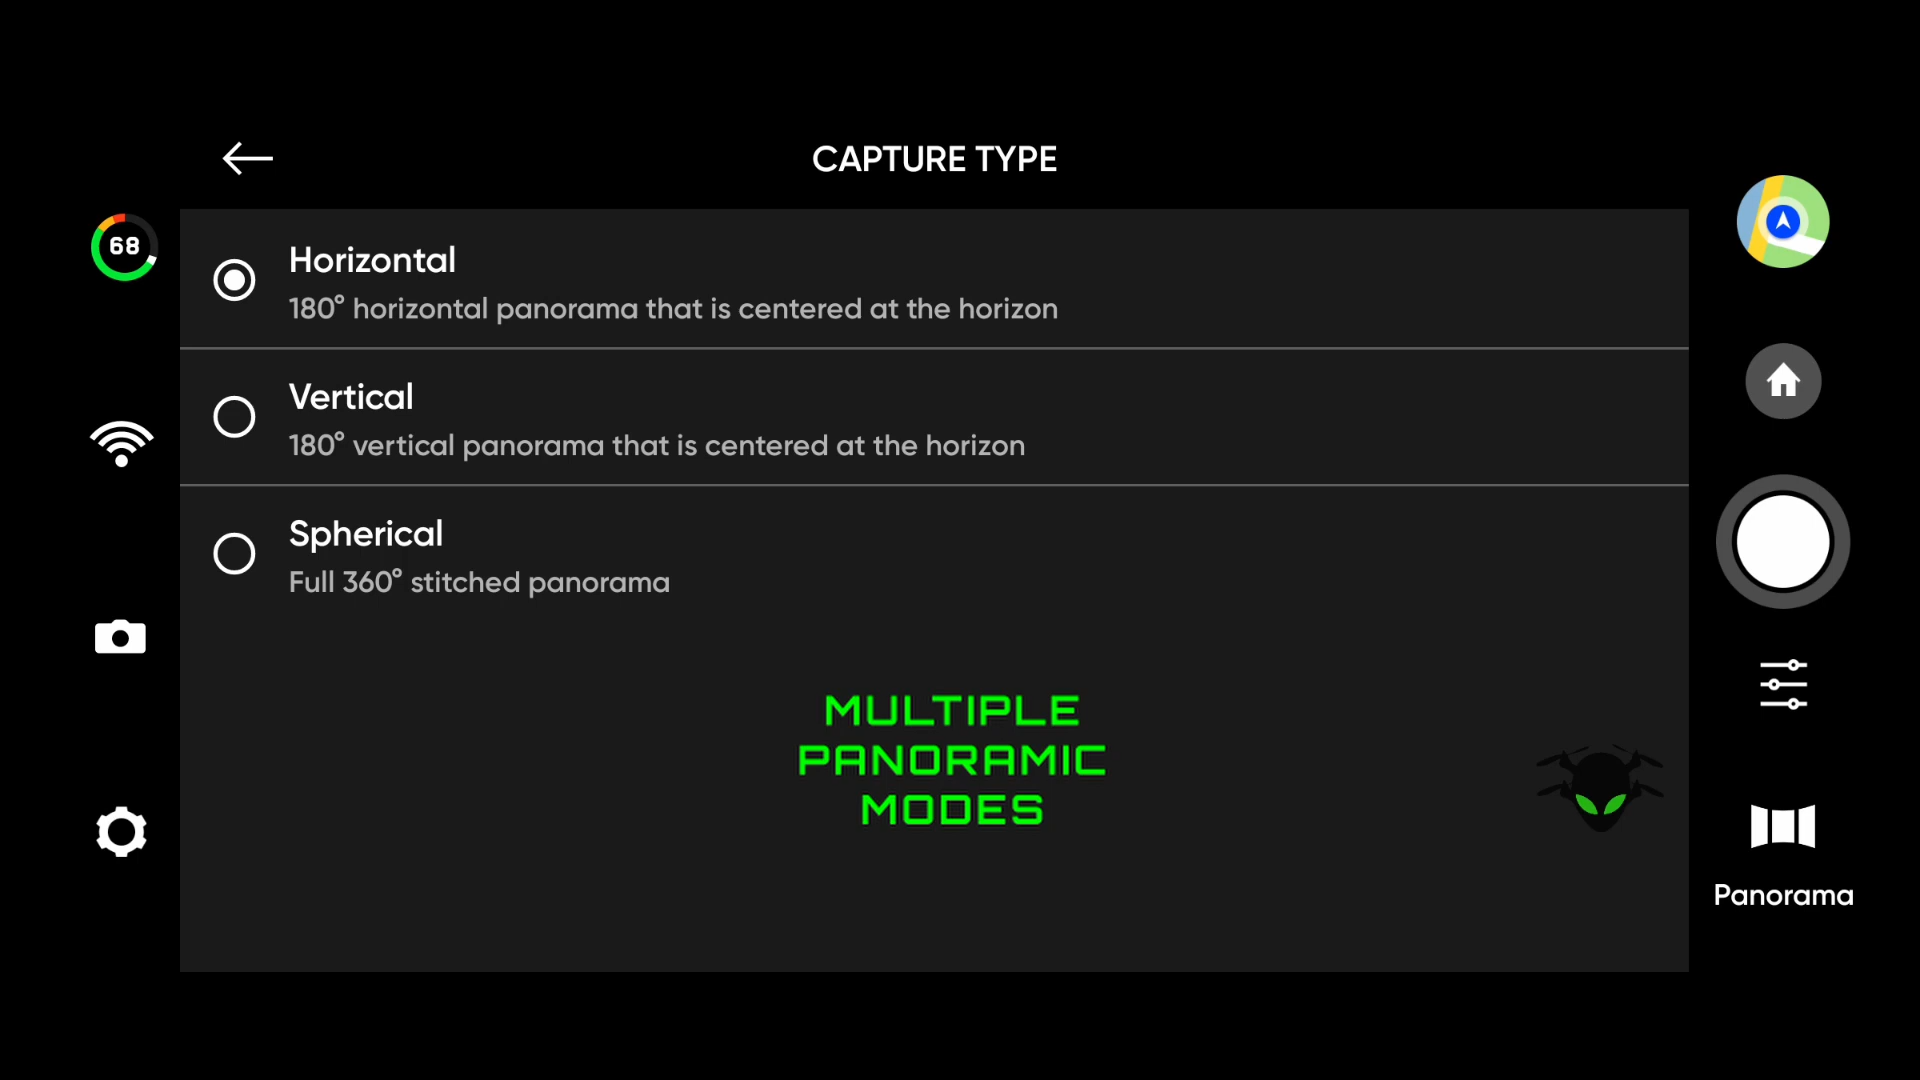 CAPTURE TYPE
68
Horizontal
180° horizontal panorama that is centered at the horizon
Vertical
180° vertical panorama that is centered at the horizon
Spherical
Full 360° stitched panorama
MULTIPLE
PANORAMIC
MODES
Panorama